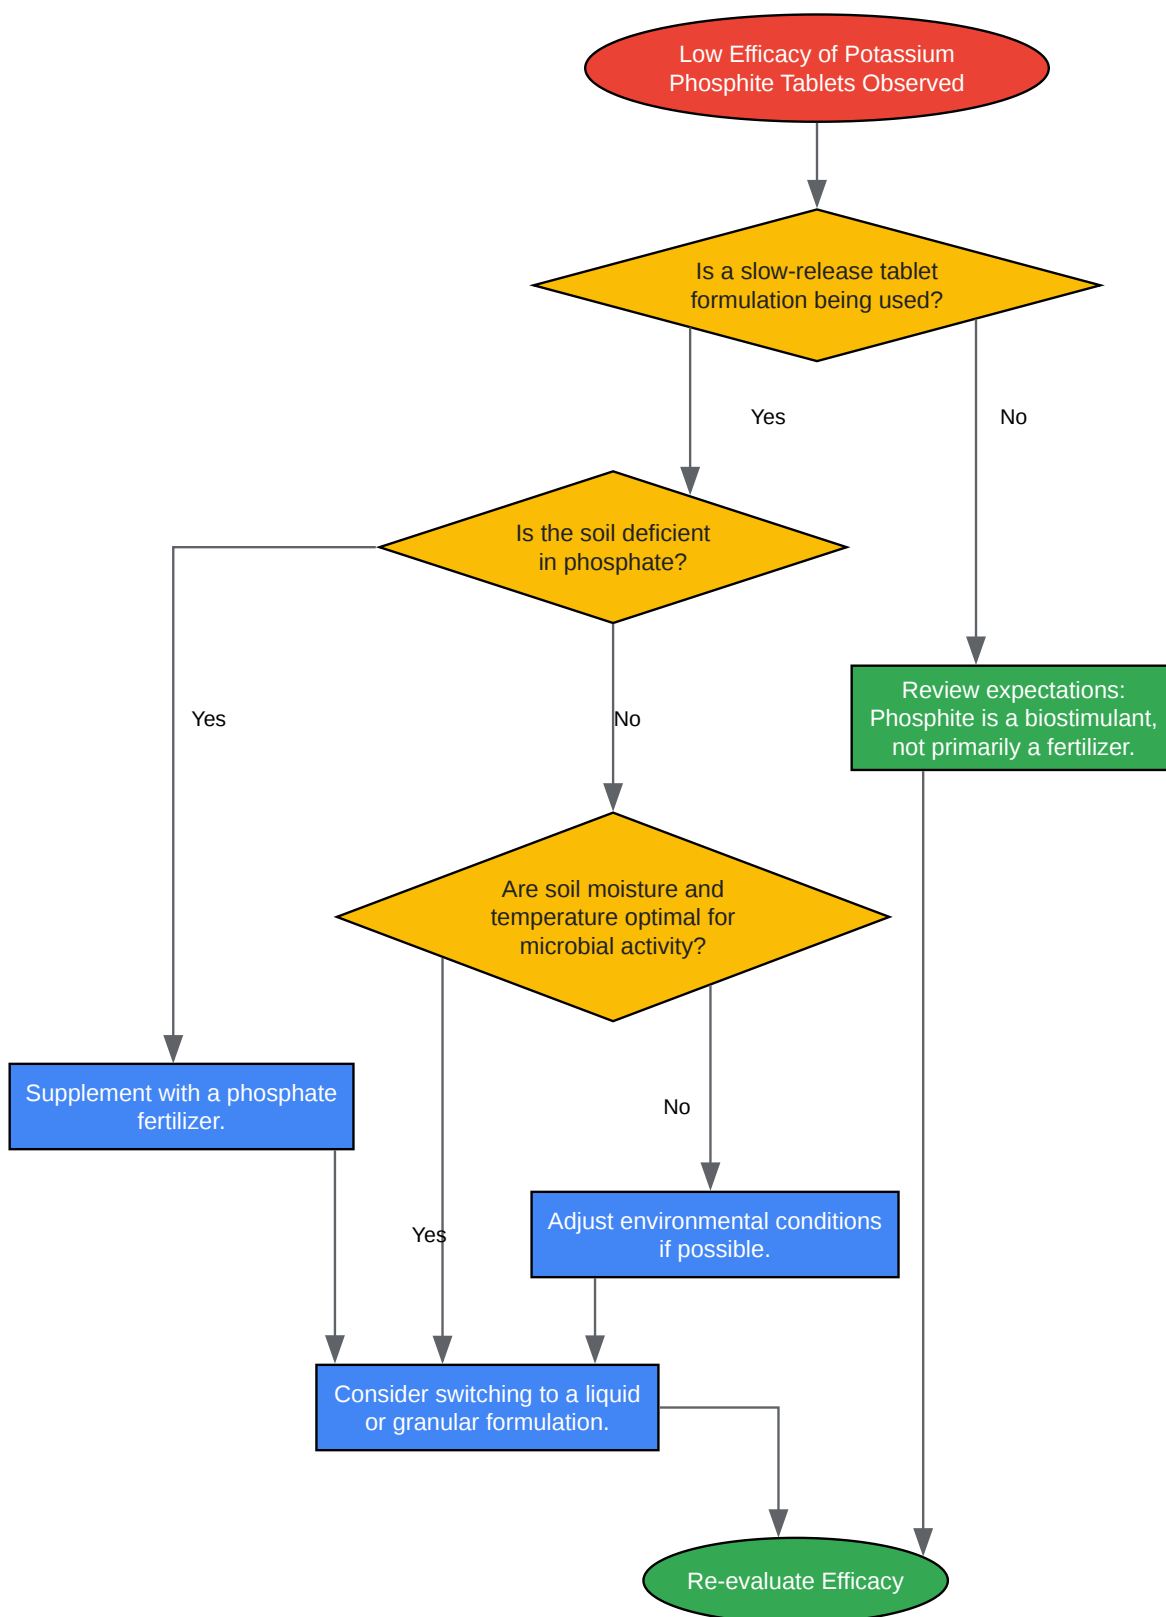 Low Efficacy of Potassium
Phosphite Tablets Observed
Is a slow-release tablet
formulation being used?
Yes
No
Is the soil deficient
in phosphate?
Yes
No
Review expectations:
Phosphite is a biostimulant,
not primarily a fertilizer.
Are soil moisture and
temperature optimal for
microbial activity?
Supplement with a phosphate
fertilizer.
No
Yes
Adjust environmental conditions
if possible.
Consider switching to a liquid
or granular formulation.
Re-evaluate Efficacy